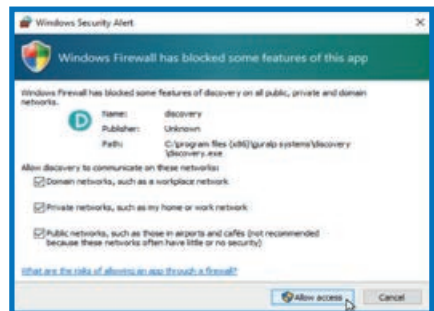 Windows Security Alert
Windows Firewall has blocked some features of this app
Windows Firewall has blocked some features of discovery on all public, private and domain
networks.
D
Name: discovery
Publisher: Unknown
Path: C:\program files (x86)\guralp systems\discovery
\discovery.exe
Allow discovery to communicate on these networks:
Domain networks, such as a workplace network
Private networks, such as my home or work network
Public networks, such as those in airports and cafés (not recommended
because these networks often have little or no security)
What are the risks of allowing an app through a firewall?
Allow access
Cancel